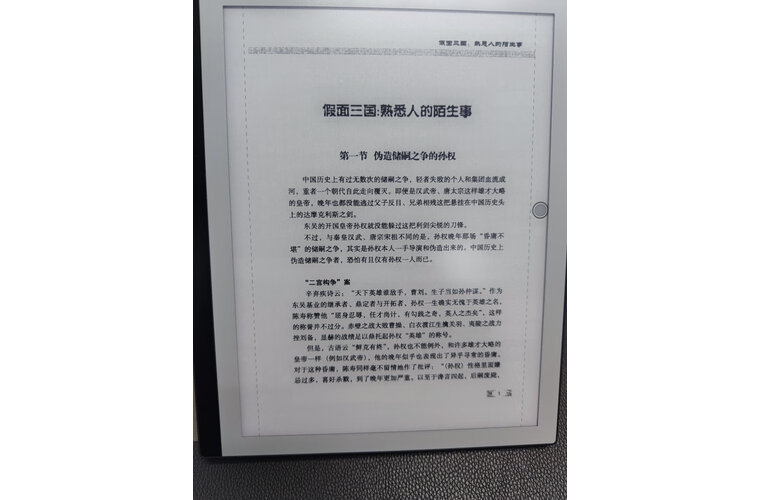 假面三国：熟悉人的陌生事
假面三国:熟悉人的陌生事
第一节 伪造储嗣之争的孙权
中国历史上有过无数次的储嗣之争，轻者失败的个人和集团血流成
河，重者一个朝代自此走向覆灭。即便是汉武帝、唐太宗这样雄才大略
的皇帝，晚年也都没能逃过父子反目、兄弟相残这把悬挂在中国历史头
上的达摩克利斯之剑。
东吴的开国皇帝孙权就没能躲过这把利剑尖锐的刀锋。
不过，与秦皇汉武、唐宗宋祖不同的是，孙权晚年那场“昏庸不
堪”的储嗣之争，其实是孙权本人一手导演和伪造出来的。中国历史上
伪造储嗣之争者，恐怕有且仅有孙权一人而已。
“二宫构争”案
辛弃疾诗云：“天下英雄谁敌手，曹刘。生子当如孙仲谋。”作为
东吴基业的继承者、鼎定者与开拓者，孙权一生确实无愧于英雄之名，
陈寿称赞他“屈身忍辱，任才尚计，有勾践之奇，英人之杰矣”，这样
的称誉并不过分。赤壁之战大败曹操、白衣渡江生擒关羽、夷陵之战力
挫刘备，显赫的战绩足以鼎托起孙权“英雄”的称号。
但是，古语云“鲜克有终”，孙权也不能例外，和许多雄才大略的
皇帝一样（例如汉武帝），他的晚年似乎也表现出了异乎寻常的昏庸。
对于这种昏庸，陈寿同样毫不留情地作了批评：“（孙权）性格里面嫌
忌过多，喜好杀戮，到了晚年更加严重。以至于谗言四起，后嗣废毙，
1